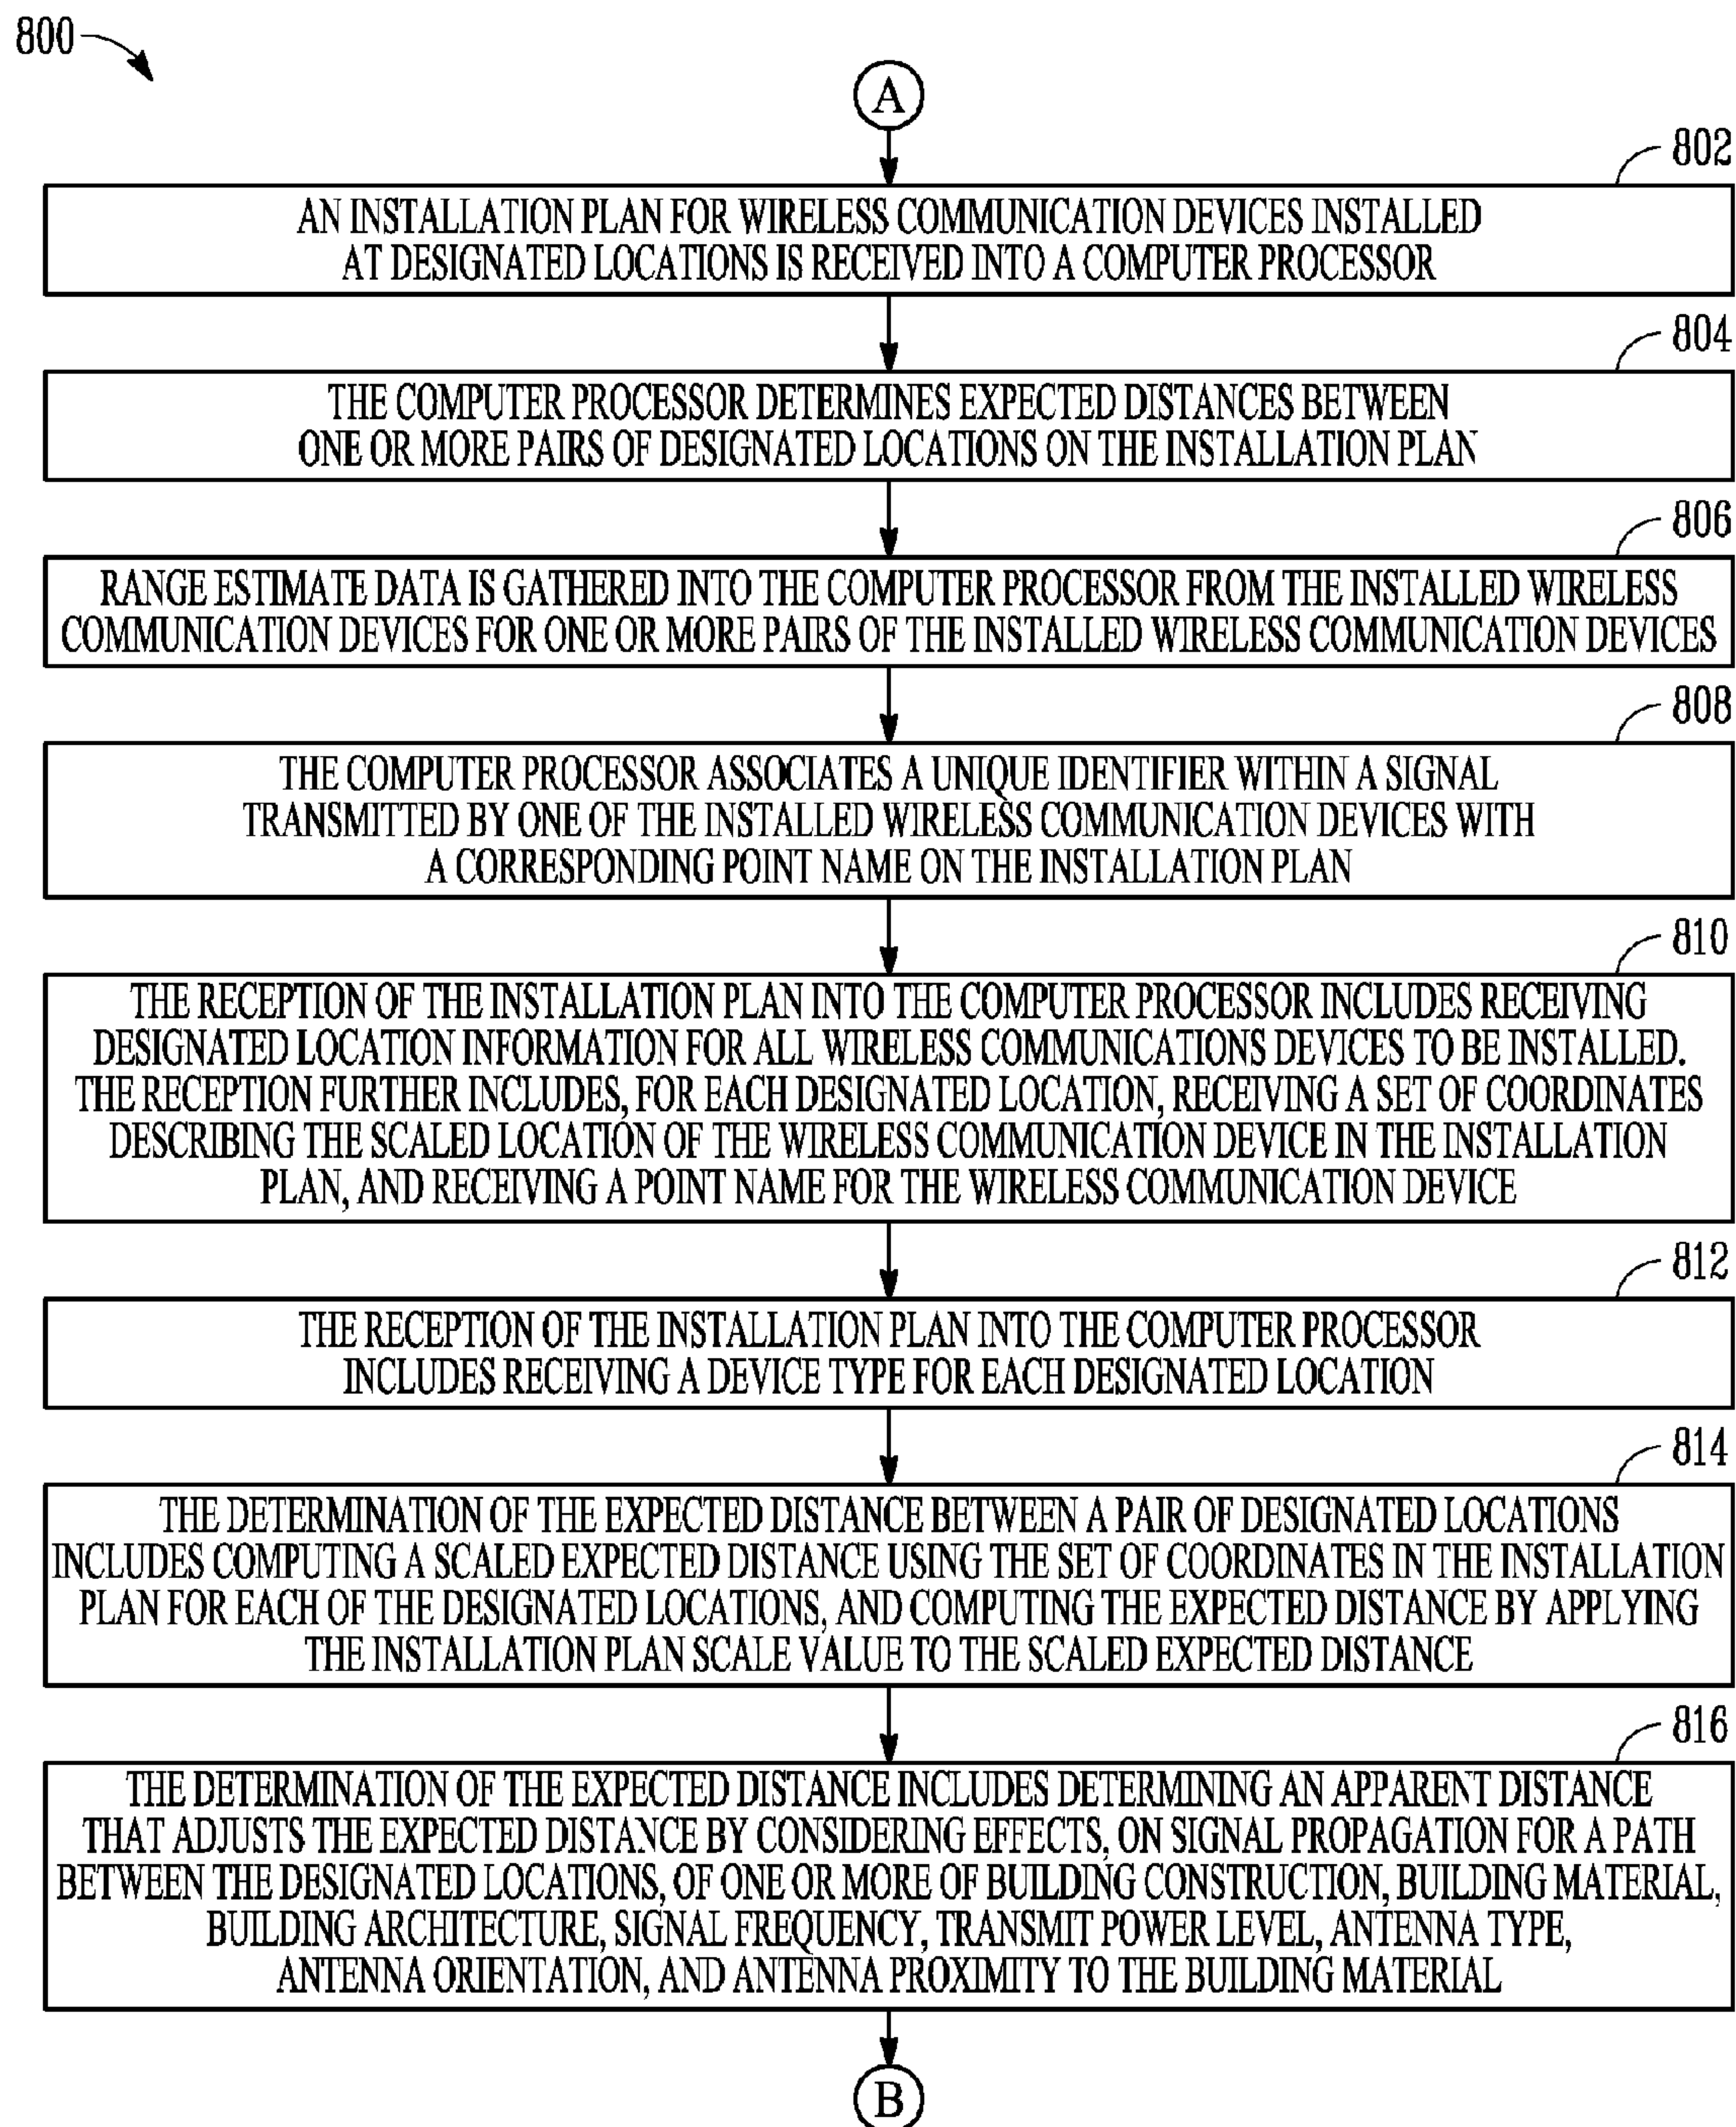 800
A
802
AN INSTALLATION PLAN FOR WIRELESS COMMUNICATION DEVICES INSTALLED
AT DESIGNATED LOCATIONS IS RECEIVED INTO A COMPUTER PROCESSOR
804
THE COMPUTER PROCESSOR DETERMINES EXPECTED DISTANCES BETWEEN
ONE OR MORE PAIRS OF DESIGNATED LOCATIONS ON THE INSTALLATION PLAN
806
RANGE ESTIMATE DATA IS GATHERED INTO THE COMPUTER PROCESSOR FROM THE INSTALLED WIRELESS
COMMUNICATION DEVICES FOR ONE OR MORE PAIRS OF THE INSTALLED WIRELESS COMMUNICATION DEVICES
808
THE COMPUTER PROCESSOR ASSOCIATES A UNIQUE IDENTIFIER WITHIN A SIGNAL
TRANSMITTED BY ONE OF THE INSTALLED WIRELESS COMMUNICATION DEVICES WITH
A CORRESPONDING POINT NAME ON THE INSTALLATION PLAN
810
THE RECEPTION OF THE INSTALLATION PLAN INTO THE COMPUTER PROCESSOR INCLUDES RECEIVING
DESIGNATED LOCATION INFORMATION FOR ALL WIRELESS COMMUNICATIONS DEVICES TO BE INSTALLED.
THE RECEPTION FURTHER INCLUDES, FOR EACH DESIGNATED LOCATION, RECEIVING A SET OF COORDINATES
DESCRIBING THE SCALED LOCATION OF THE WIRELESS COMMUNICATION DEVICE IN THE INSTALLATION
PLAN, AND RECEIVING A POINT NAME FOR THE WIRELESS COMMUNICATION DEVICE
812
THE RECEPTION OF THE INSTALLATION PLAN INTO THE COMPUTER PROCESSOR
INCLUDES RECEIVING A DEVICE TYPE FOR EACH DESIGNATED LOCATION
814
THE DETERMINATION OF THE EXPECTED DISTANCE BETWEEN A PAIR OF DESIGNATED LOCATIONS
INCLUDES COMPUTING A SCALED EXPECTED DISTANCE USING THE SET OF COORDINATES IN THE INSTALLATION
PLAN FOR EACH OF THE DESIGNATED LOCATIONS, AND COMPUTING THE EXPECTED DISTANCE BY APPLYING
THE INSTALLATION PLAN SCALE VALUE TO THE SCALED EXPECTED DISTANCE
816
THE DETERMINATION OF THE EXPECTED DISTANCE INCLUDES DETERMINING AN APPARENT DISTANCE
THAT ADJUSTS THE EXPECTED DISTANCE BY CONSIDERING EFFECTS, ON SIGNAL PROPAGATION FOR A PATH
BETWEEN THE DESIGNATED LOCATIONS, OF ONE OR MORE OF BUILDING CONSTRUCTION, BUILDING MATERIAL,
BUILDING ARCHITECTURE, SIGNAL FREQUENCY, TRANSMIT POWER LEVEL, ANTENNA TYPE,
ANTENNA ORIENTATION, AND ANTENNA PROXIMITY TO THE BUILDING MATERIAL
B